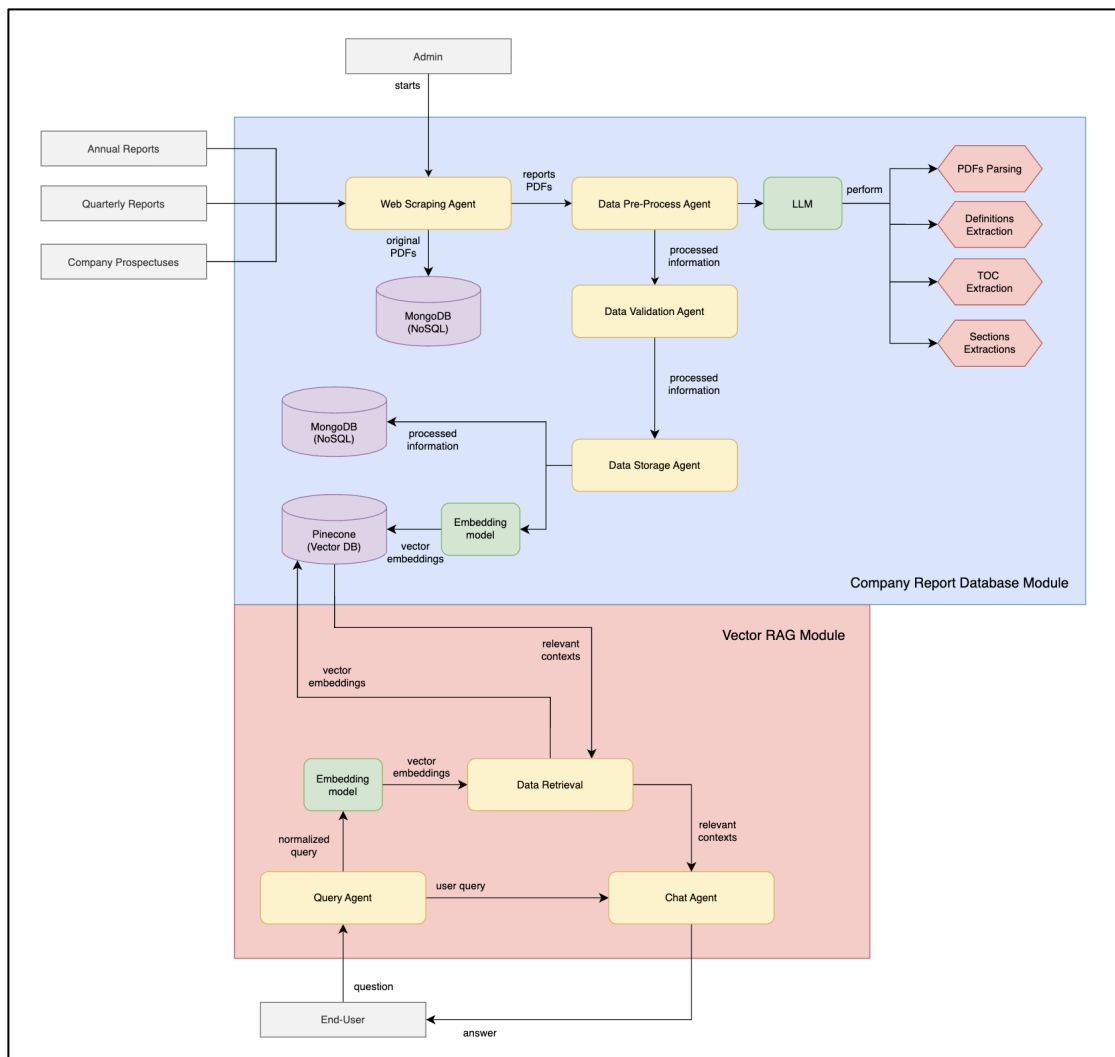 Admin
starts
Annual Reports
Quarterly Reports
Company Prospectuses
Web Scraping Agent
reports
PDFs
Data Pre-Process Agent
LLM
perform
PDFs Parsing
Definitions
Extraction
TOC
Extraction
Sections
Extractions
original
PDFs
MongoDB
(NoSQL)
processed
information
Data Validation Agent
processed
information
Data Storage Agent
MongoDB
(NoSQL)
processed
information
Embedding
model
vector
embeddings
Pinecone
(Vector DB)
Company Report Database Module
Vector RAG Module
relevant
contexts
vector
embeddings
Embedding
model
vector
embeddings
Data Retrieval
normalized
query
relevant
contexts
Query Agent
user query
Chat Agent
question
End-User
answer